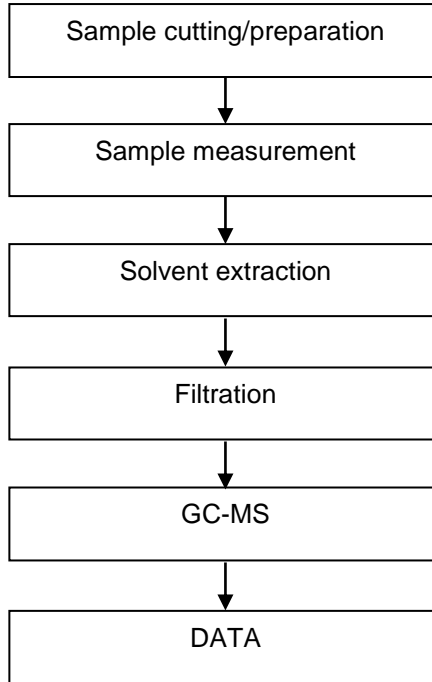 Sample cutting/preparation
Sample measurement
Solvent extraction
Filtration
GC-MS
DATA